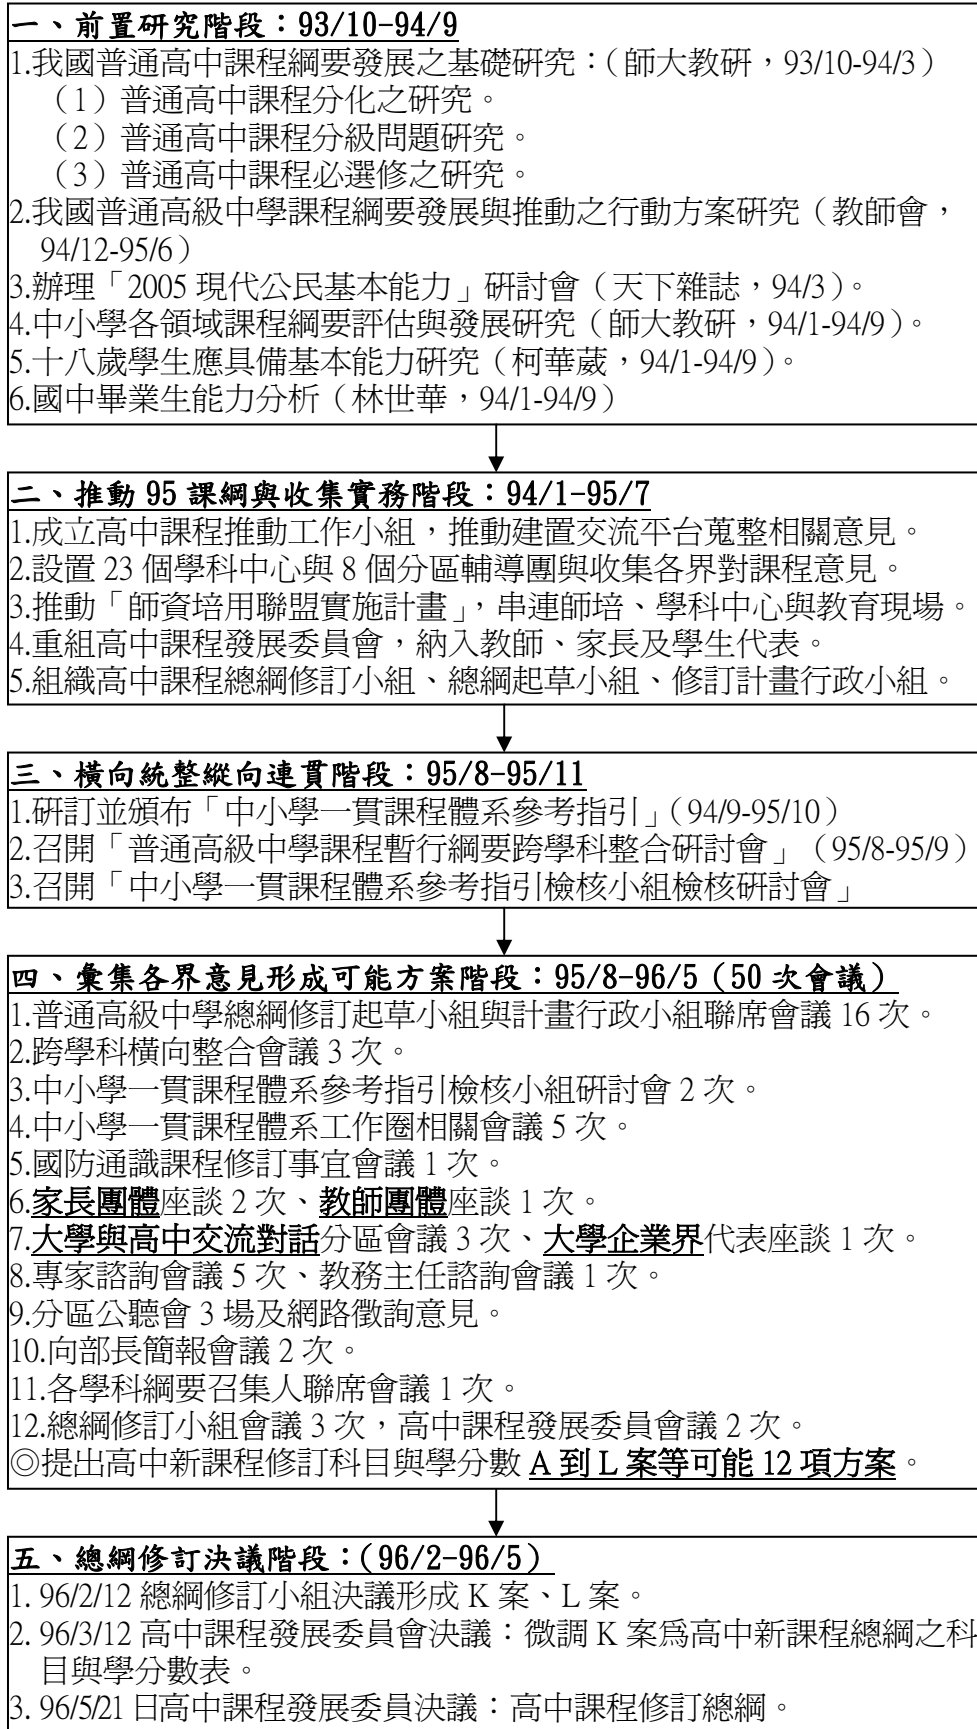 一、前置研究階段：93/10-94/9
1.我國普通高中課程綱要發展之基礎研究：（師大教研，93/10-94/3）
（1）普通高中課程分化之研究。
（2）普通高中課程分級問題研究。
（3）普通高中課程必選修之研究。
2.我國普通高級中學課程綱要發展與推動之行動方案研究（教師會，
94/12-95/6）
3.辦理「2005 現代公民基本能力」研討會（天下雜誌，94/3）。
4.中小學各領域課程綱要評估與發展研究（師大教研，94/1-94/9）。
5.十八歲學生應具備基本能力研究（柯華葳，94/1-94/9）。
6.國中畢業生能力分析（林世華，94/1-94/9）
二、推動 95 課綱與收集實務階段：94/1-95/7
1.成立高中課程推動工作小組，推動建置交流平台蒐整相關意見。
2.設置 23 個學科中心與 8 個分區輔導團與收集各界對課程意見。
3.推動「師資培用聯盟實施計畫」，串連師培、學科中心與教育現場。
4.重組高中課程發展委員會，納入教師、家長及學生代表。
5.組織高中課程總綱修訂小組、總綱起草小組、修訂計畫行政小組。
三、橫向統整縱向連貫階段：95/8-95/11
1.研訂並頒布「中小學一貫課程體系參考指引」（94/9-95/10）
2.召開「普通高級中學課程暫行綱要跨學科整合研討會」（95/8-95/9）
3.召開「中小學一貫課程體系參考指引檢核小組檢核研討會」
四、彙集各界意見形成可能方案階段：95/8-96/5（50 次會議）
1.普通高級中學總綱修訂起草小組與計畫行政小組聯席會議 16 次。
2.跨學科橫向整合會議 3 次。
3.中小學一貫課程體系參考指引檢核小組研討會 2 次。
4.中小學一貫課程體系工作圈相關會議 5 次。
5.國防通識課程修訂事宜會議 1 次。
6.家長團體座談 2 次、教師團體座談 1 次。
7.大學與高中交流對話分區會議 3 次、大學企業界代表座談 1 次。
8.專家諮詢會議 5 次、教務主任諮詢會議 1 次。
9.分區公聽會 3 場及網路徵詢意見。
10.向部長簡報會議 2 次。
11.各學科綱要召集人聯席會議 1 次。
12.總綱修訂小組會議 3 次，高中課程發展委員會議 2 次。
◎提出高中新課程修訂科目與學分數 A 到 L 案等可能 12 項方案。
五、總綱修訂決議階段：（96/2-96/5）
1. 96/2/12 總綱修訂小組決議形成 K 案、L 案。
2. 96/3/12 高中課程發展委員會決議：微調 K 案為高中新課程總綱之科
目與學分數表。
3. 96/5/21 日高中課程發展委員決議：高中課程修訂總綱。